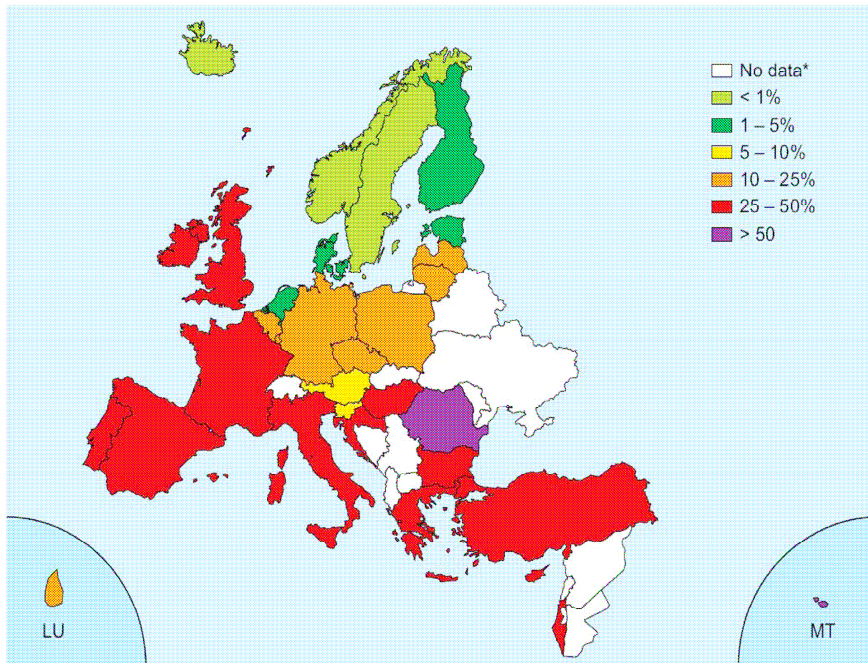 No data*
< 1%
1 – 5%
5 – 10%
10 – 25%
25 – 50%
> 50
LU
MT